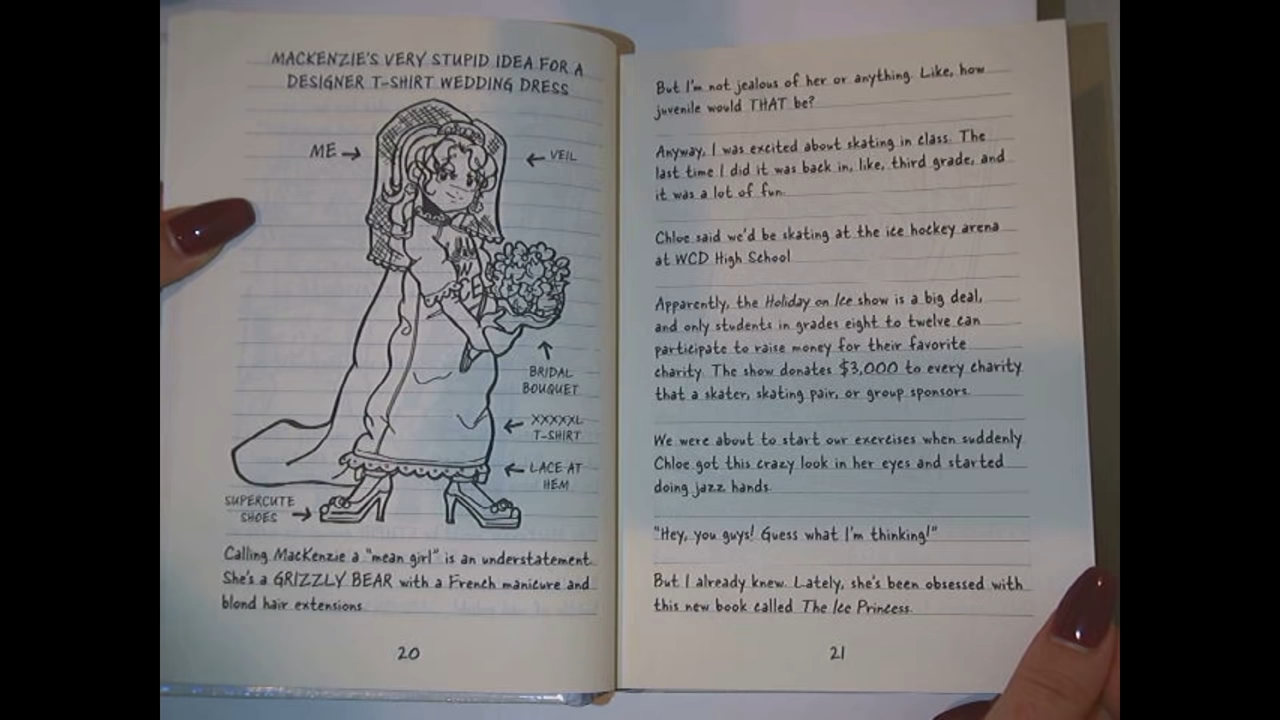 MACKENZIE'S VERY STUPID IDEA FOR A
DESIGNER T-SHIRT WEDDING DRESS
ME
VEIL
BRIDAL
BOUQUET
XXXXXL
T-SHIRT
LACE AT
HEM
SUPERCUTE
SHOES
Calling MacKenzie a "mean girl" is an understatement.
She's a GRIZZLY BEAR with a French manicure and
blond hair extensions.
20
But I'm not jealous of her or anything. Like, how
juvenile would THAT be?
Anyway, I was excited about skating in class. The
last time I did it was back in, like, third grade, and
it was a lot of fun.
Chloe said we'd be skating at the ice hockey arena
at WCD High School
Apparently, the Holiday on Ice show is a big deal,
and only students in grades eight to twelve can
participate to raise money for their favorite
charity. The show donates $3,000 to every charity
that a skater, skating pair, or group sponsors.
We were about to start our exercises when suddenly
Chloe got this crazy look in her eyes and started
doing jazz hands.
"Hey, you guys! Guess what I'm thinking!"
But I already knew. Lately, she's been obsessed with
this new book called The Ice Princess.
21